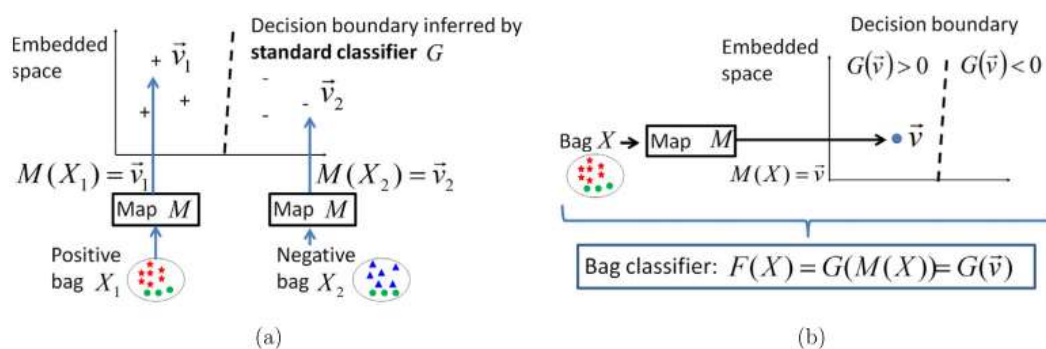 Embedded
space
Decision boundary inferred by
standard classifier G
+ v⃗₁
+
+
-
- v⃗₂
-
M(X₁) = v⃗₁
M(X₂) = v⃗₂
Map M
Map M
Positive
bag X₁
Negative
bag X₂
(a)
Decision boundary
Embedded
space
G(v⃗)>0
G(v⃗)<0
Bag X
Map M
v⃗
M(X) = v⃗
Bag classifier: F(X) = G(M(X)) = G(v⃗)
(b)